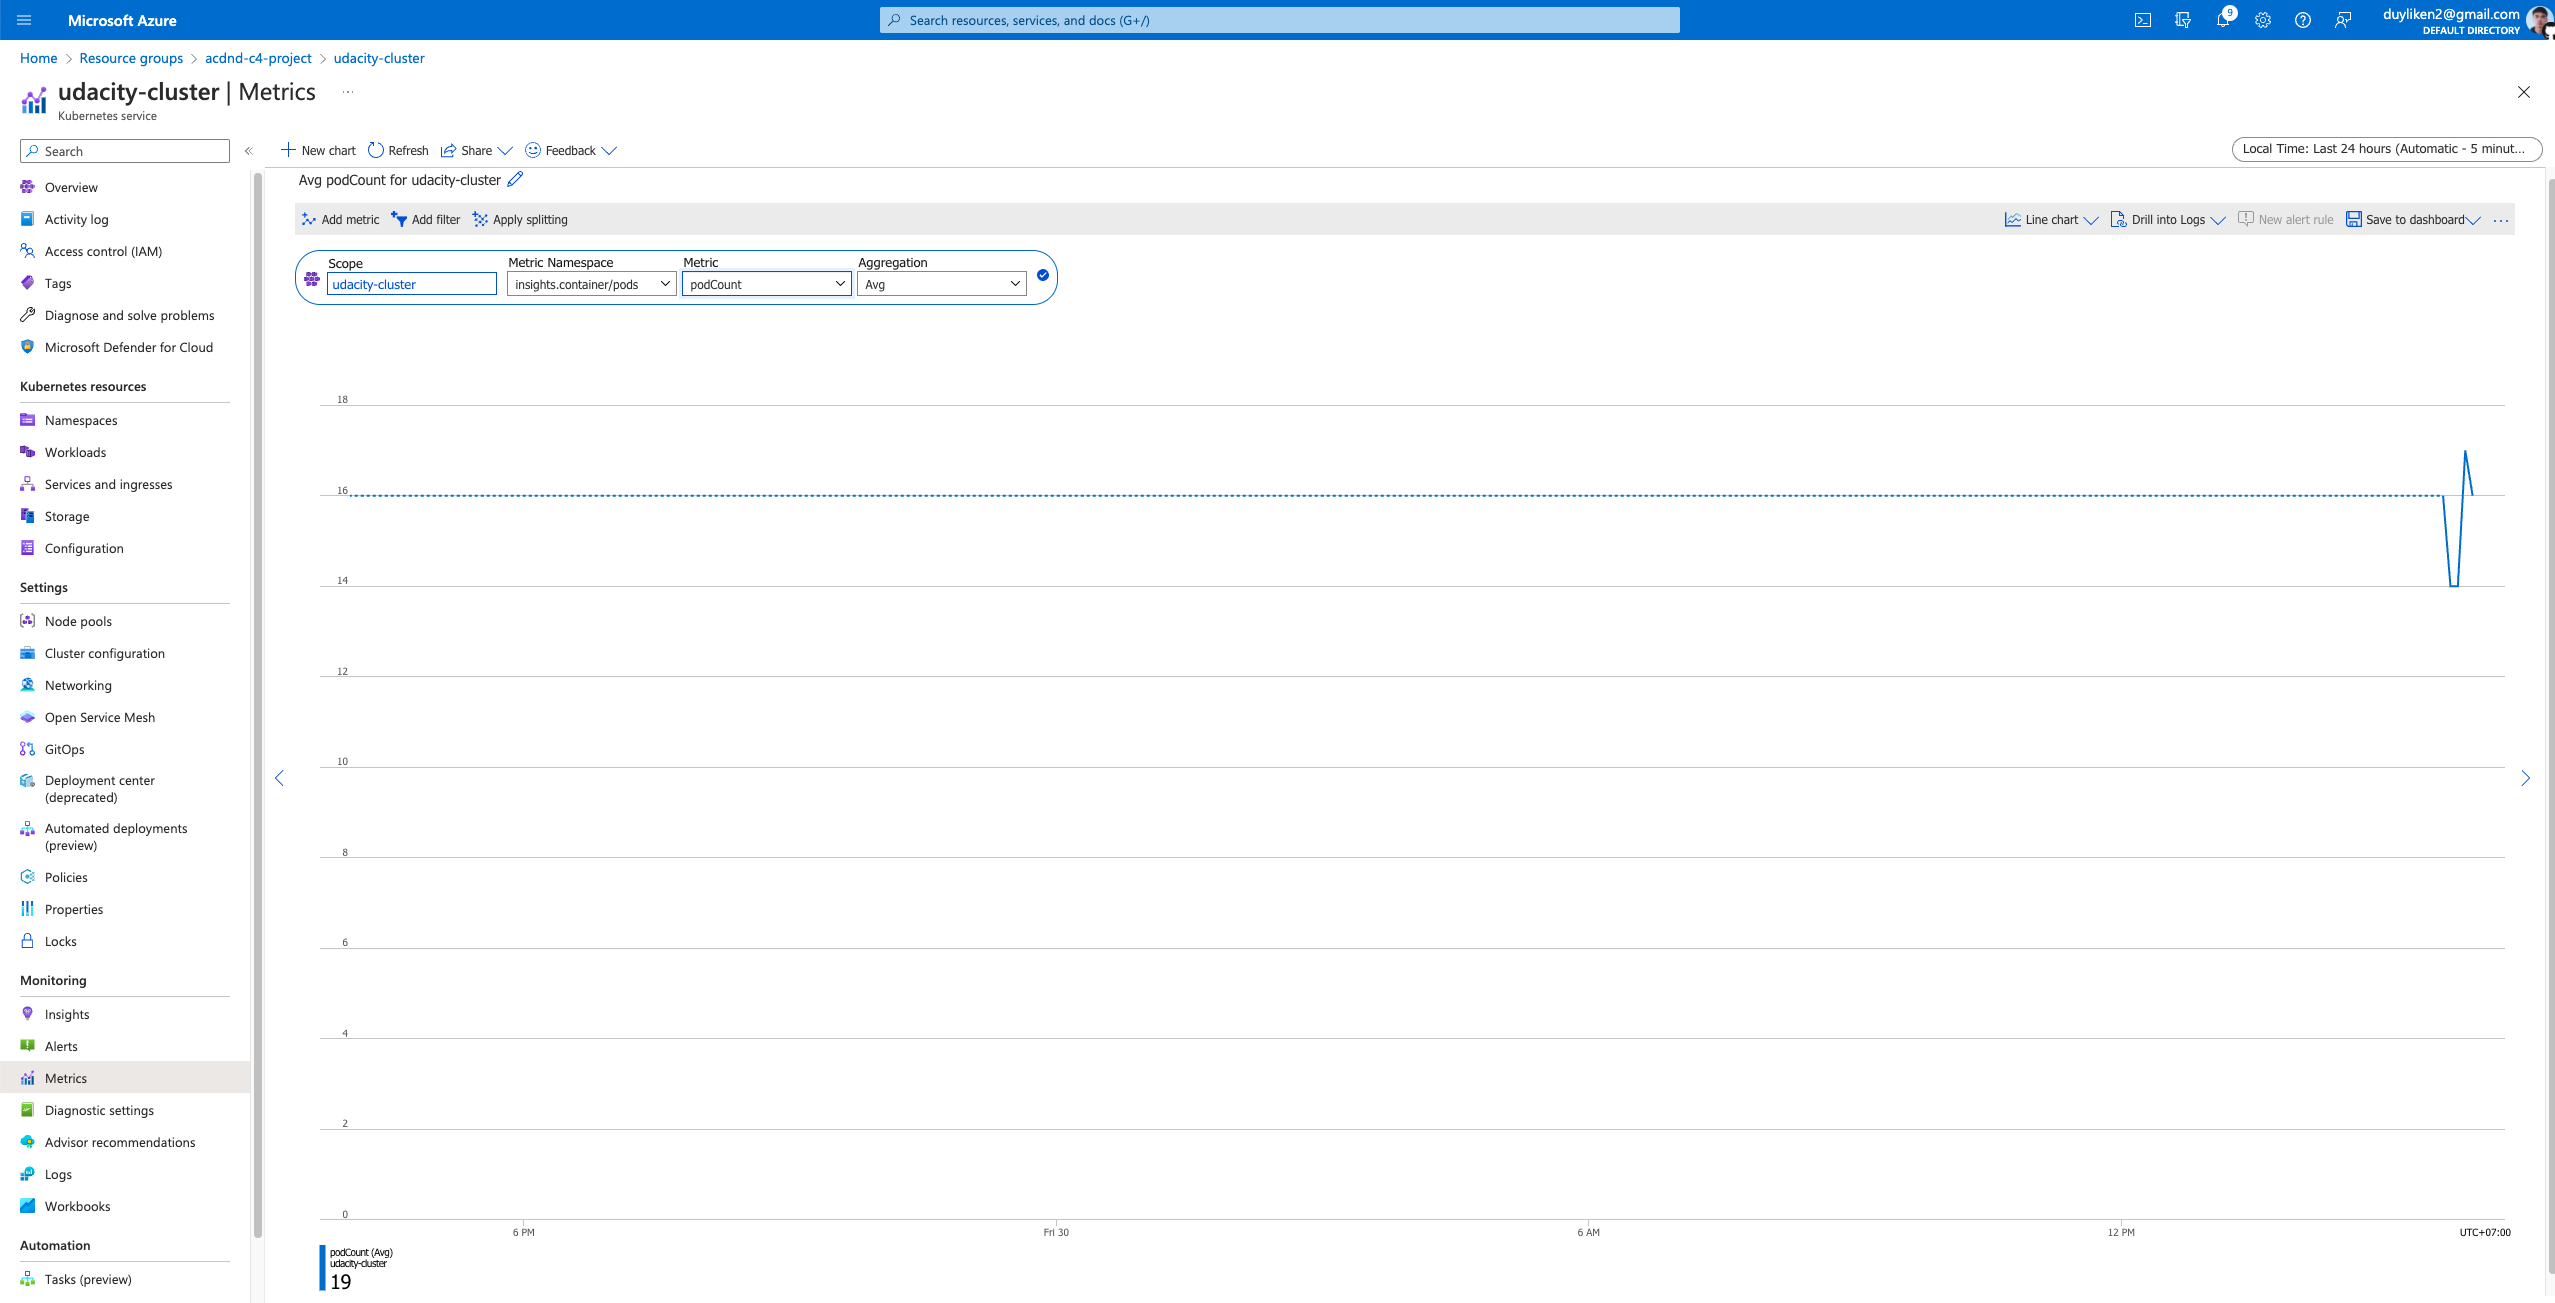 Microsoft Azure
Search resources, services, and docs (G+/)
9
duyliken2@gmail.com
DEFAULT DIRECTORY
Home > Resource groups > acdnd-c4-project > udacity-cluster
udacity-cluster | Metrics ...
Kubernetes service
Search
«
New chart Refresh Share Feedback
Local Time: Last 24 hours (Automatic - 5 minut...
Overview
Activity log
Access control (IAM)
Tags
Diagnose and solve problems
Microsoft Defender for Cloud
Kubernetes resources
Namespaces
Workloads
Services and ingresses
Storage
Configuration
Settings
Node pools
Cluster configuration
Networking
Open Service Mesh
GitOps
Deployment center
(deprecated)
Automated deployments
(preview)
Policies
Properties
Locks
Monitoring
Insights
Alerts
Metrics
Diagnostic settings
Advisor recommendations
Logs
Workbooks
Automation
Tasks (preview)
Avg podCount for udacity-cluster
Add metric Add filter Apply splitting
Line chart Drill into Logs New alert rule Save to dashboard ...
Scope Metric Namespace Metric Aggregation
udacity-cluster insights.container/pods podCount Avg
18
16
14
12
10
8
6
4
2
0
6 PM Fri 30 6 AM 12 PM UTC+07:00
podCount (Avg)
udacity-cluster
19